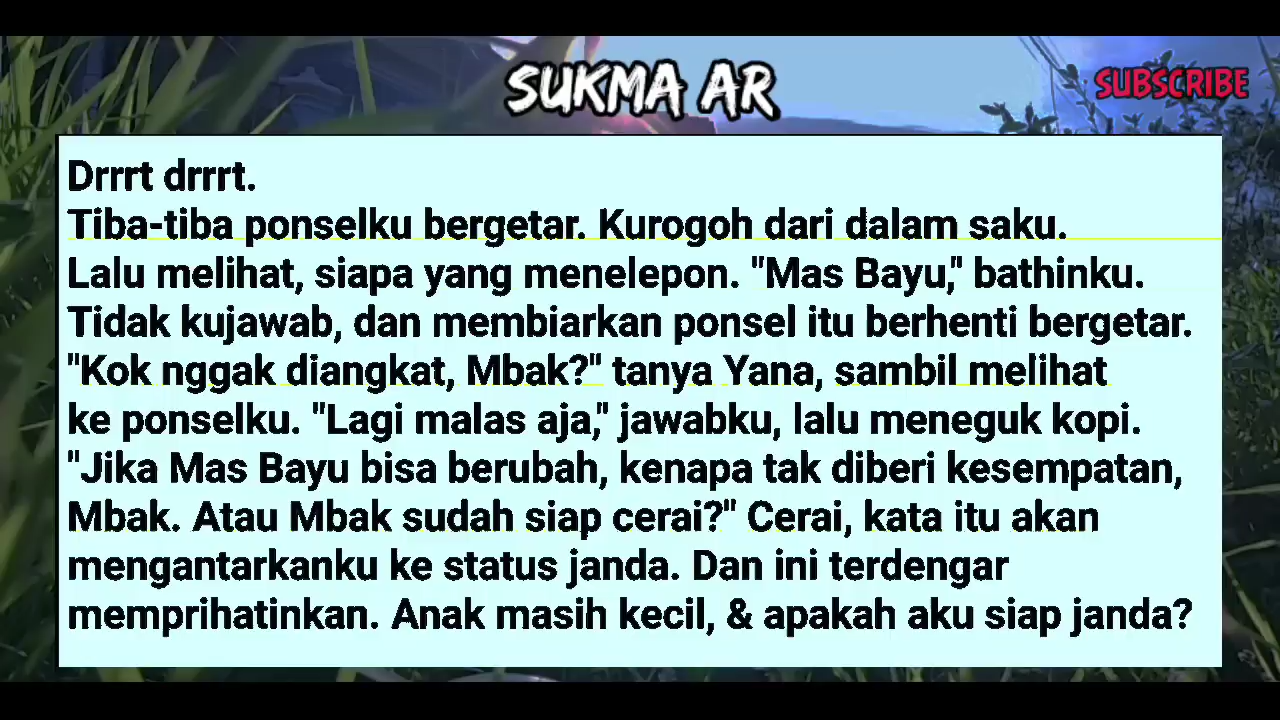 SUKMA AR
SUBSCRIBE
Drrrt drrrt.
Tiba-tiba ponselku bergetar. Kurogoh dari dalam saku.
Lalu melihat, siapa yang menelepon. "Mas Bayu," bathinku.
Tidak kujawab, dan membiarkan ponsel itu berhenti bergetar.
"Kok nggak diangkat, Mbak?" tanya Yana, sambil melihat
ke ponselku. "Lagi malas aja," jawabku, lalu meneguk kopi.
"Jika Mas Bayu bisa berubah, kenapa tak diberi kesempatan,
Mbak. Atau Mbak sudah siap cerai?" Cerai, kata itu akan
mengantarkanku ke status janda. Dan ini terdengar
memprihatinkan. Anak masih kecil, & apakah aku siap janda?